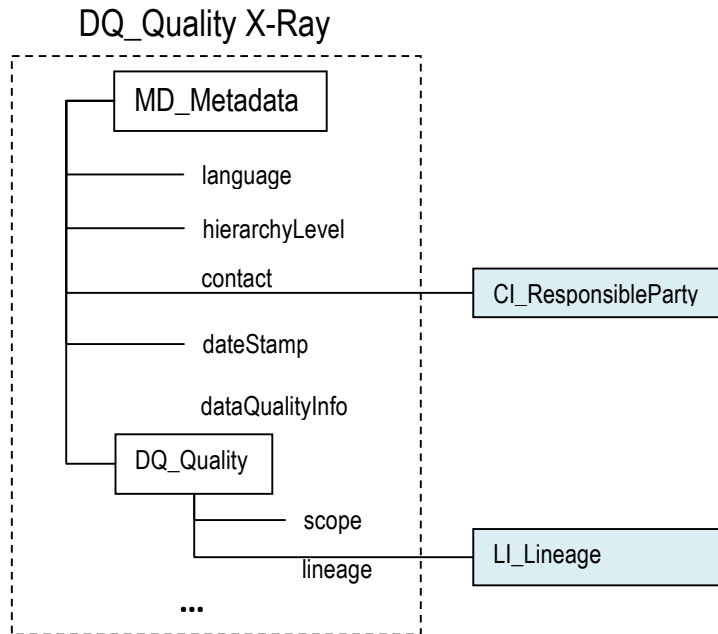 DQ_Quality X-Ray
MD_Metadata
language
hierarchyLevel
contact
CI_ResponsibleParty
dateStamp
dataQualityInfo
DQ_Quality
scope
lineage
LI_Lineage
...